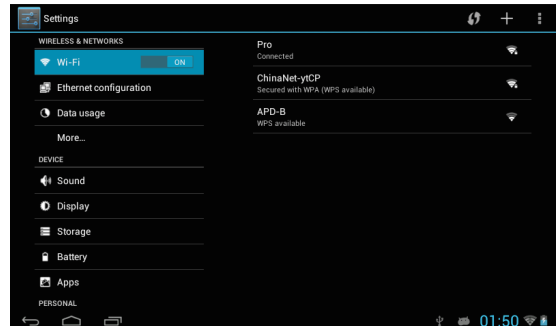 Settings
WIRELESS & NETWORKS
Wi-Fi ON
Ethernet configuration
Data usage
More...
DEVICE
Sound
Display
Storage
Battery
Apps
PERSONAL
Pro
Connected
ChinaNet-ytCP
Secured with WPA (WPS available)
APD-B
WPS available
01:50